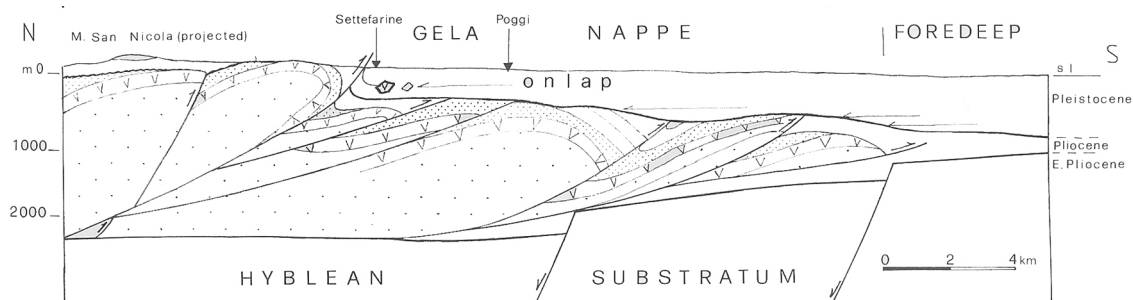 N
M. San Nicola (projected)
Settefarine
GELA
Poggi
NAPPE
FOREDEEP
S
m 0
s l
onlap
Pleistocene
1000
Pliocene
E. Pliocene
2000
0 2 4 km
HYBLEAN
SUBSTRATUM